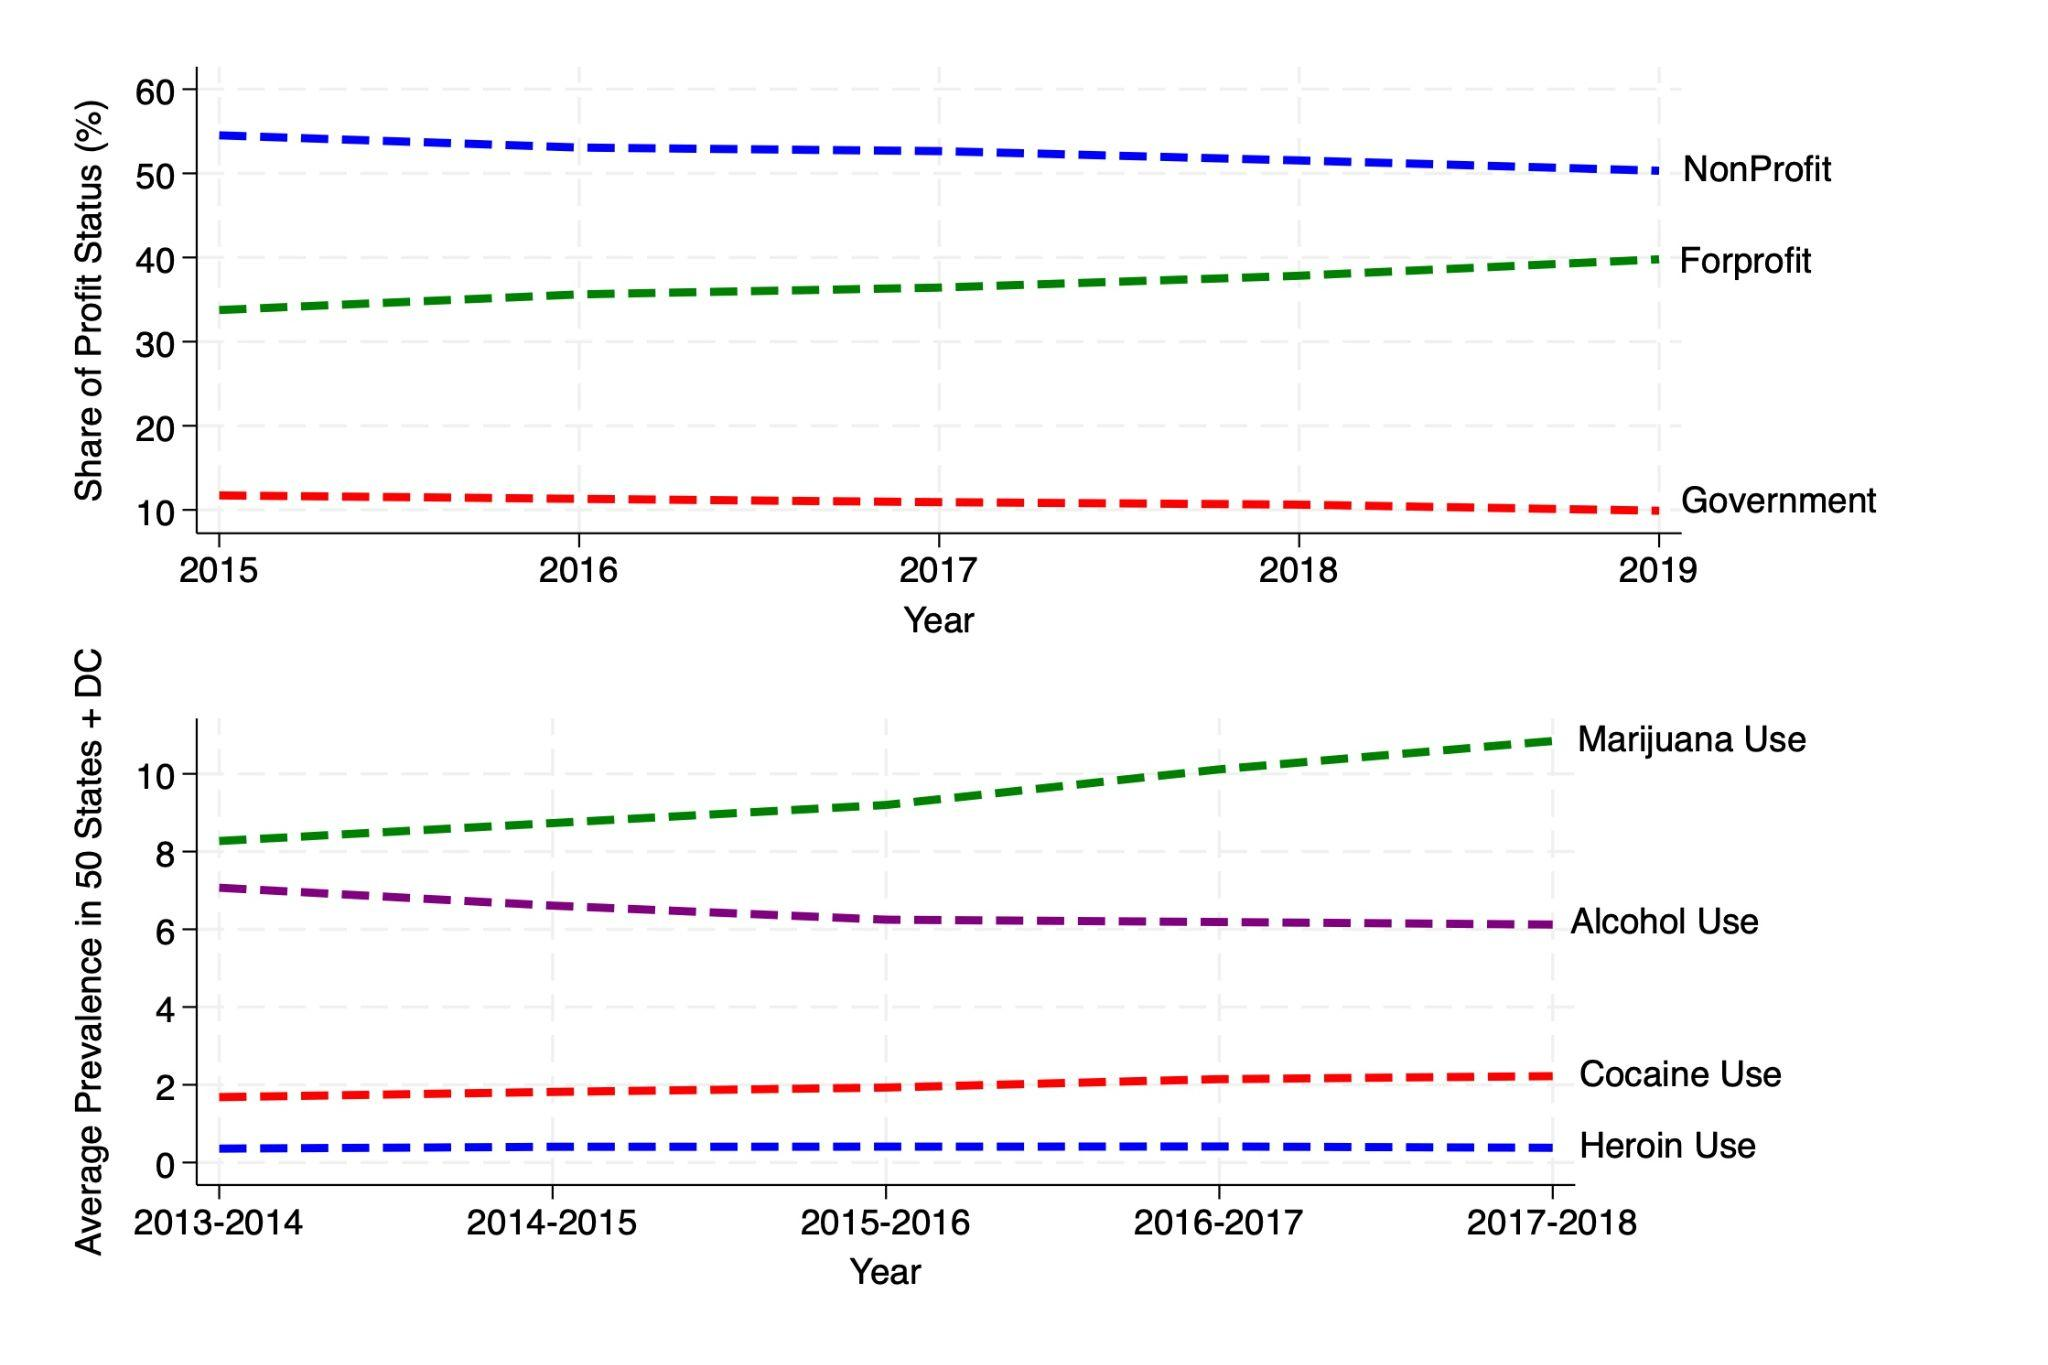 Share of Profit Status (%)
60
50
40
30
20
10
NonProfit
Forprofit
Government
2015 2016 2017 2018 2019
Year
Average Prevalence in 50 States + DC
10
8
6
4
2
0
Marijuana Use
Alcohol Use
Cocaine Use
Heroin Use
2013-2014 2014-2015 2015-2016 2016-2017 2017-2018
Year